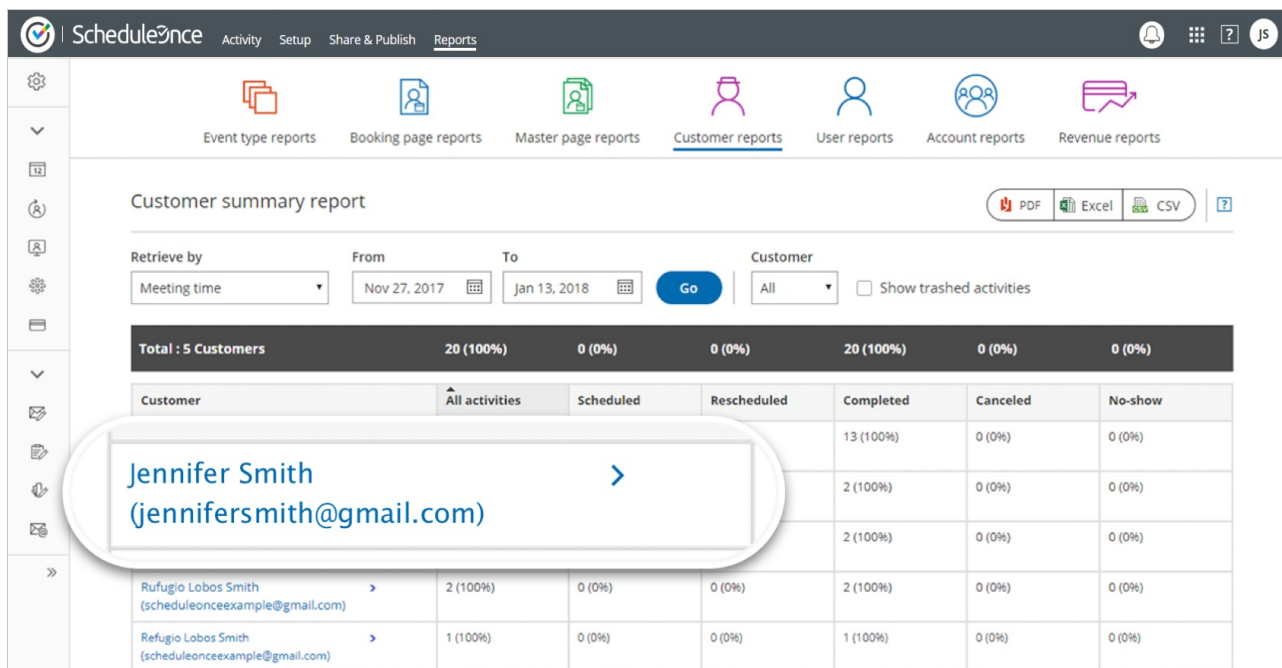 ScheduleOnce Activity Setup Share & Publish Reports ? JS
Event type reports Booking page reports Master page reports Customer reports User reports Account reports Revenue reports
12
Customer summary report PDF Excel CSV ?
Retrieve by From To Customer
Meeting time Nov 27, 2017 Jan 13, 2018 Go All Show trashed activities
Total : 5 Customers 20 (100%) 0 (0%) 0 (0%) 20 (100%) 0 (0%) 0 (0%)
Customer All activities Scheduled Rescheduled Completed Canceled No-show
13 (100%) 0 (0%) 0 (0%)
Jennifer Smith
(jennifersmith@gmail.com)
2 (100%) 0 (0%) 0 (0%)
2 (100%) 0 (0%) 0 (0%)
Rufugio Lobos Smith 2 (100%) 0 (0%) 0 (0%) 2 (100%) 0 (0%) 0 (0%)
(scheduleonceexample@gmail.com)
Refugio Lobos Smith 1 (100%) 0 (0%) 0 (0%) 1 (100%) 0 (0%) 0 (0%)
(scheduleonceexample@gmail.com)